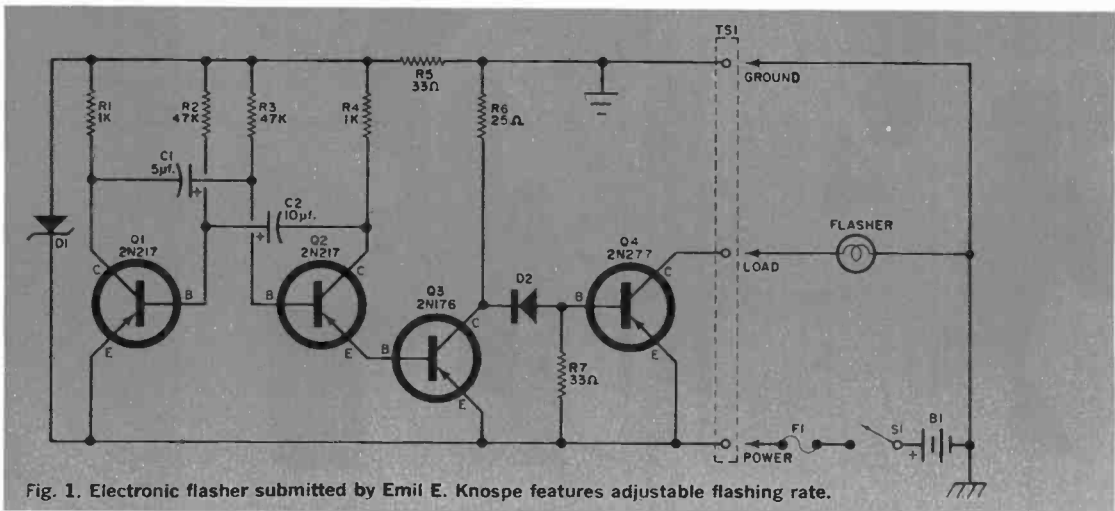 TS1
R5
33Ω
GROUND
R1
1K
R2
47K
R3
47K
R4
1K
R6
25Ω
C1
5µf.
+
C2
10µf.
+
D1
Q1
2N217
Q2
2N217
Q3
2N176
Q4
2N277
D2
FLASHER
LOAD
C
B
E
C
B
E
C
B
E
C
B
E
R7
33Ω
F1
S1
B1
+
POWER
Fig. 1. Electronic flasher submitted by Emil E. Knospe features adjustable flashing rate.